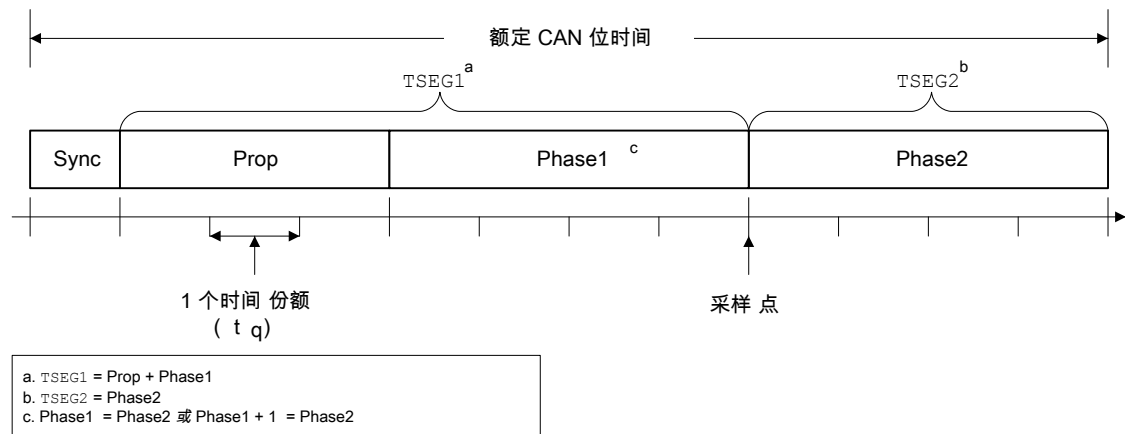 额定 CAN 位时间
TSEG1a
TSEG2b
Sync
Prop
Phase1 c
Phase2
1 个时间 份额
( t q)
采样 点
a. TSEG1 = Prop + Phase1
b. TSEG2 = Phase2
c. Phase1 = Phase2 或 Phase1 + 1 = Phase2